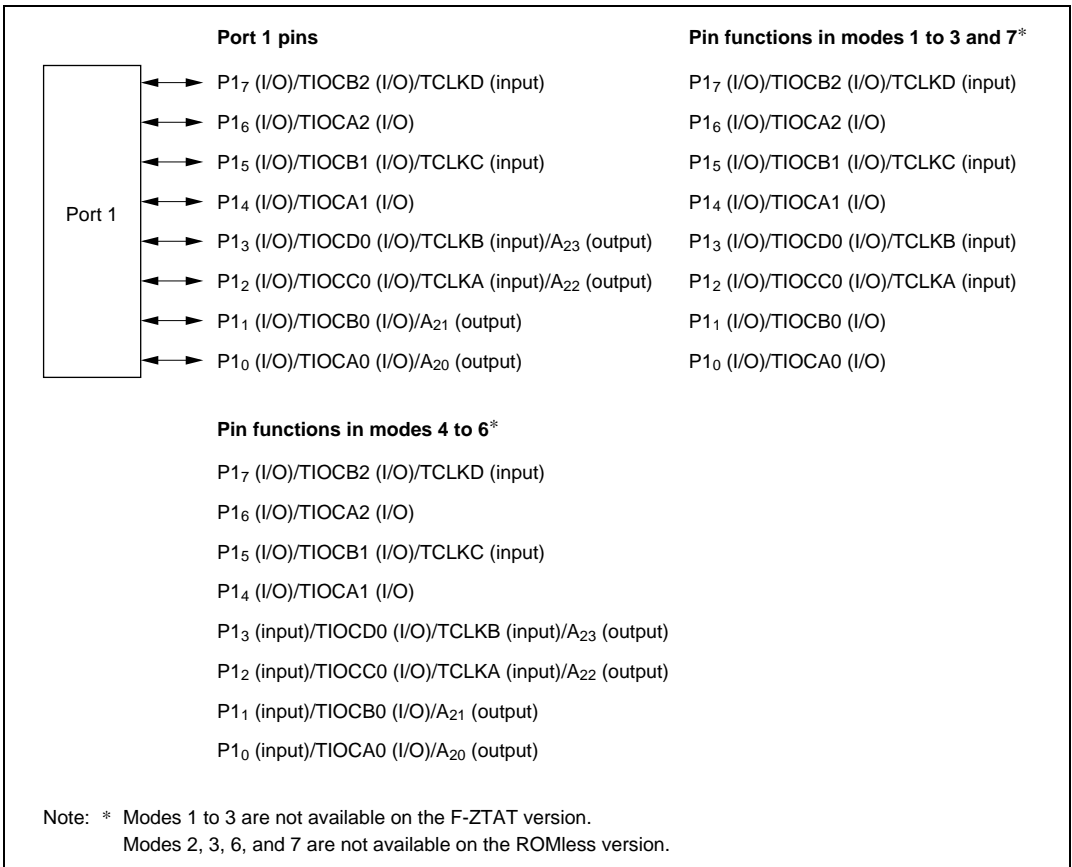 Port 1 pins
Pin functions in modes 1 to 3 and 7*
Port 1
P1₇ (I/O)/TIOCB2 (I/O)/TCLKD (input)
P1₆ (I/O)/TIOCA2 (I/O)
P1₅ (I/O)/TIOCB1 (I/O)/TCLKC (input)
P1₄ (I/O)/TIOCA1 (I/O)
P1₃ (I/O)/TIOCD0 (I/O)/TCLKB (input)/A₂₃ (output)
P1₂ (I/O)/TIOCC0 (I/O)/TCLKA (input)/A₂₂ (output)
P1₁ (I/O)/TIOCB0 (I/O)/A₂₁ (output)
P1₀ (I/O)/TIOCA0 (I/O)/A₂₀ (output)
P1₇ (I/O)/TIOCB2 (I/O)/TCLKD (input)
P1₆ (I/O)/TIOCA2 (I/O)
P1₅ (I/O)/TIOCB1 (I/O)/TCLKC (input)
P1₄ (I/O)/TIOCA1 (I/O)
P1₃ (I/O)/TIOCD0 (I/O)/TCLKB (input)
P1₂ (I/O)/TIOCC0 (I/O)/TCLKA (input)
P1₁ (I/O)/TIOCB0 (I/O)
P1₀ (I/O)/TIOCA0 (I/O)
Pin functions in modes 4 to 6*
P1₇ (I/O)/TIOCB2 (I/O)/TCLKD (input)
P1₆ (I/O)/TIOCA2 (I/O)
P1₅ (I/O)/TIOCB1 (I/O)/TCLKC (input)
P1₄ (I/O)/TIOCA1 (I/O)
P1₃ (input)/TIOCD0 (I/O)/TCLKB (input)/A₂₃ (output)
P1₂ (input)/TIOCC0 (I/O)/TCLKA (input)/A₂₂ (output)
P1₁ (input)/TIOCB0 (I/O)/A₂₁ (output)
P1₀ (input)/TIOCA0 (I/O)/A₂₀ (output)
Note: * Modes 1 to 3 are not available on the F-ZTAT version.
Modes 2, 3, 6, and 7 are not available on the ROMless version.